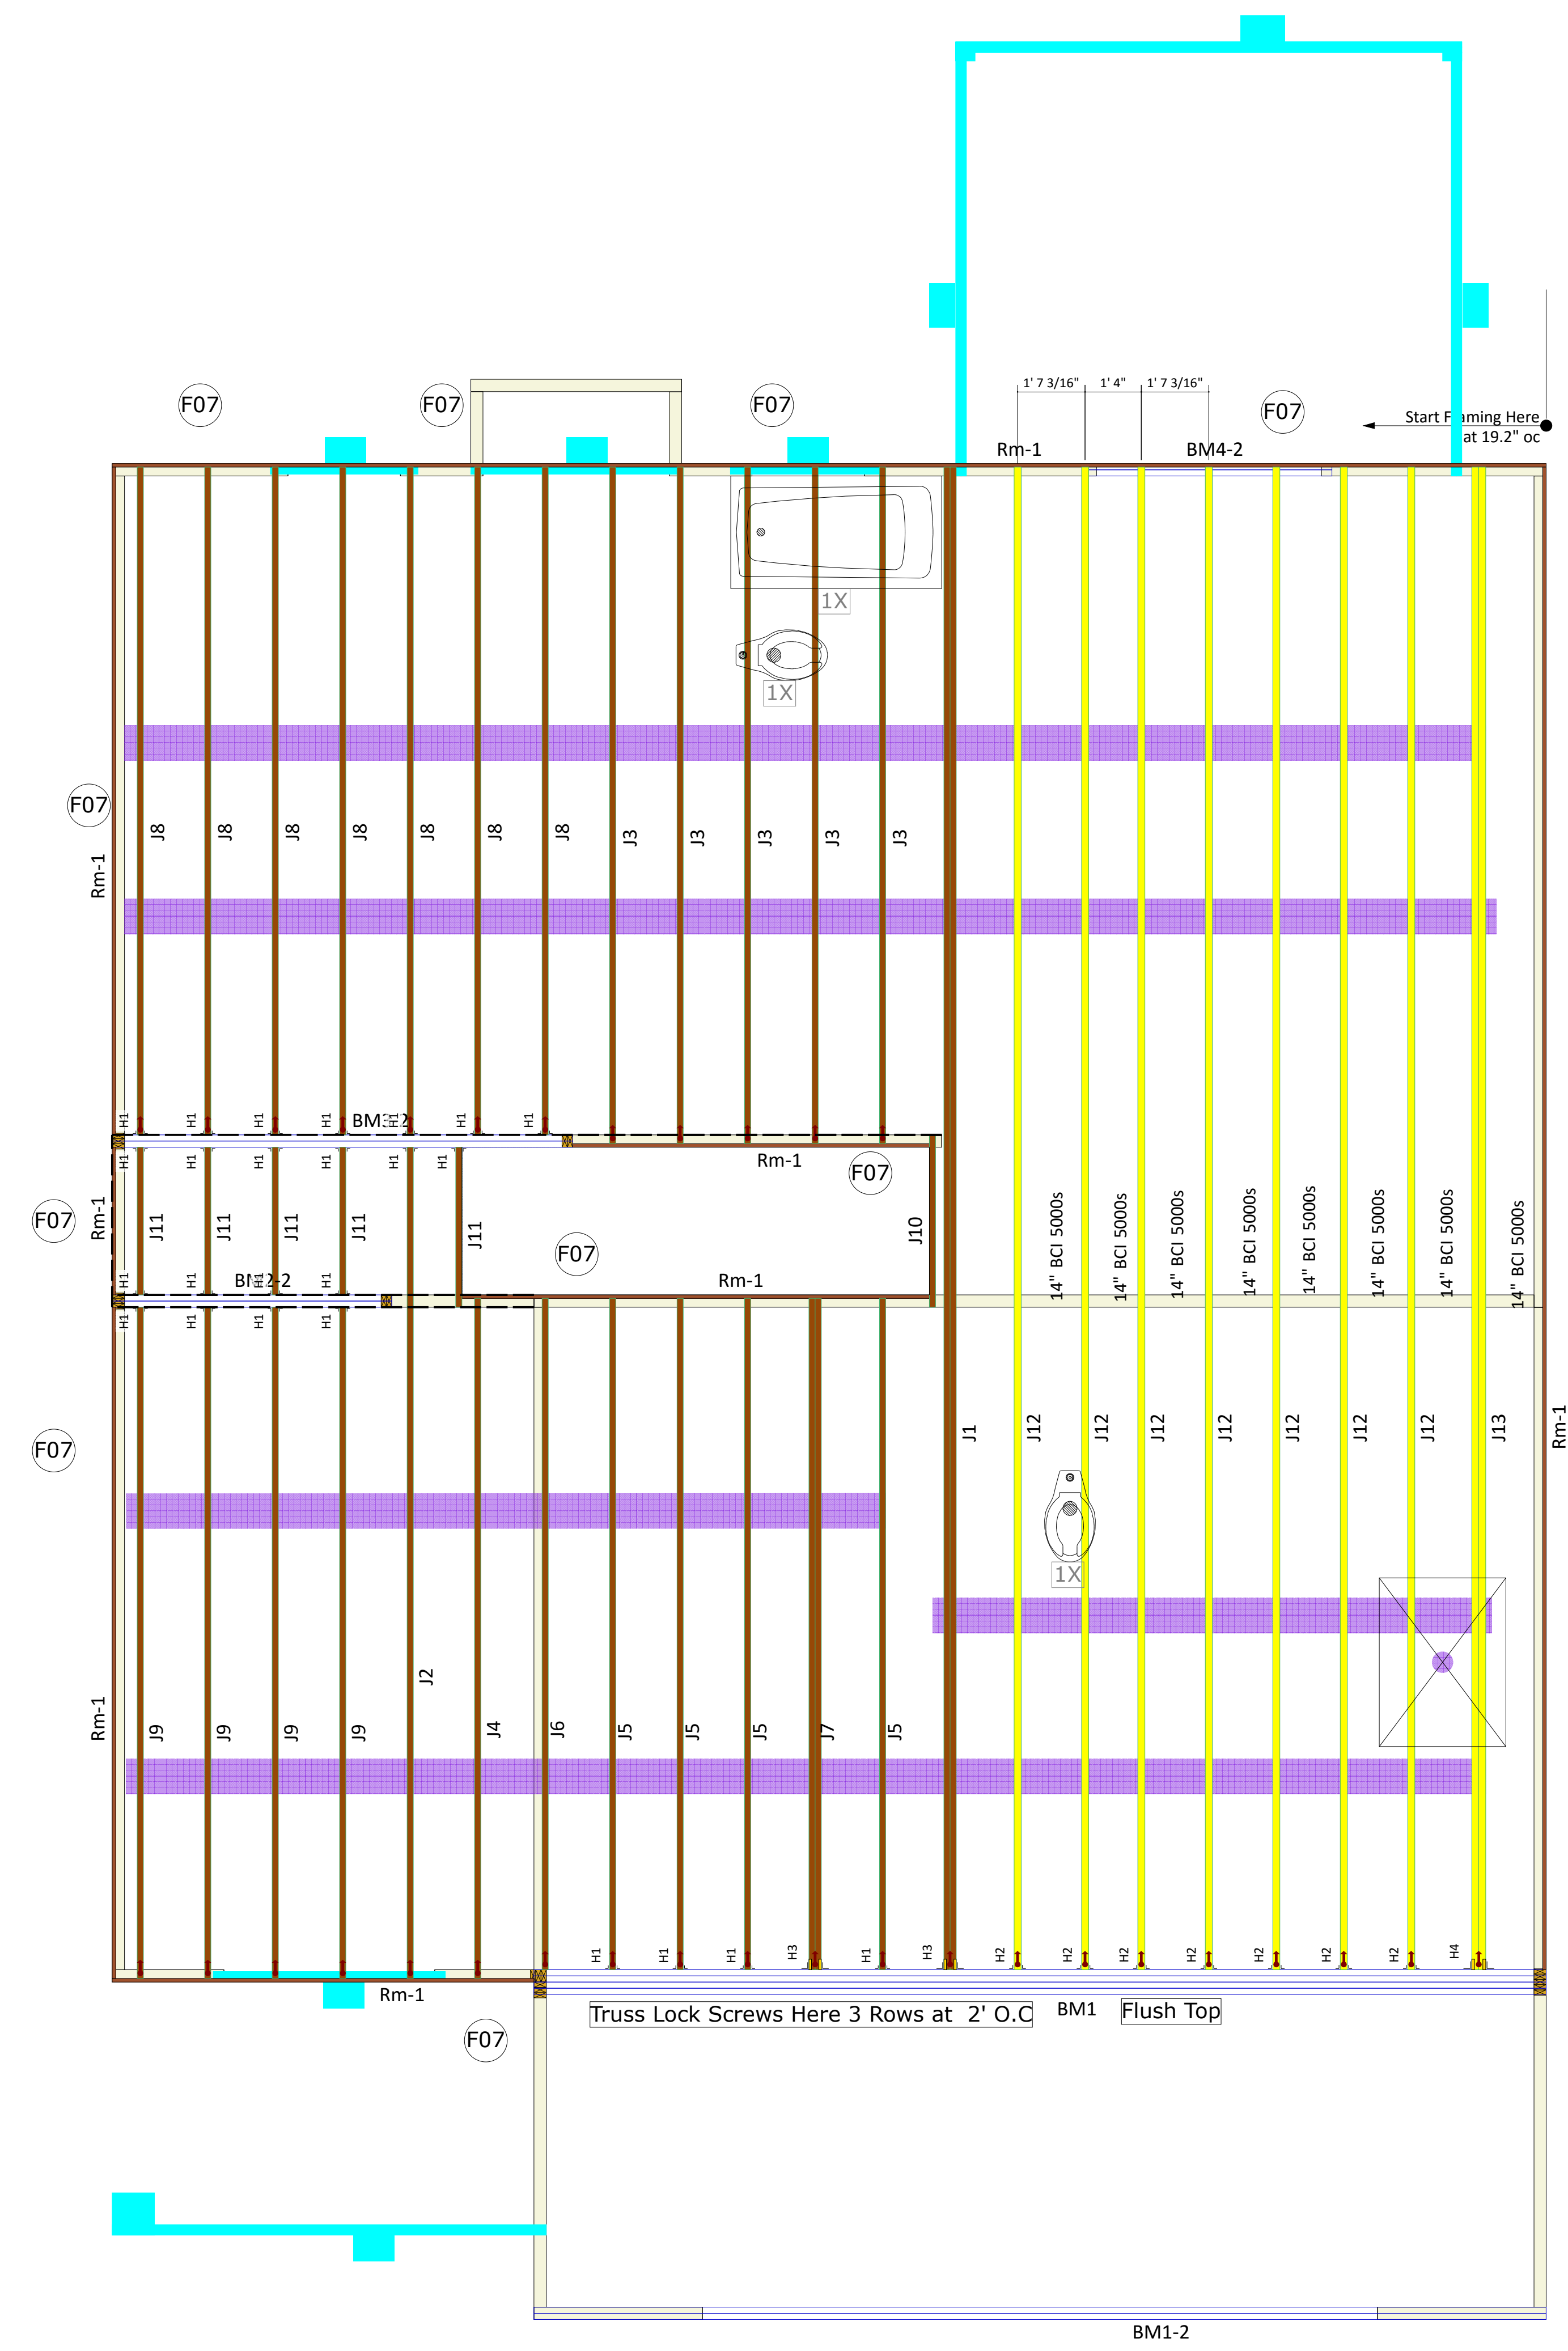 1' 7 3/16" 1' 4" 1' 7 3/16"
F07 F07 F07 F07
Start Framing Here
at 19.2" oc
Rm-1 BM4-2
1X
1X
F07
J8 J8 J8 J8 J8 J8 J8 J3 J3 J3 J3 J3
Rm-1
H1 H1 H1 H1 H1 H1 H1
BM3-2
H1 H1 H1 H1 H1 H1
Rm-1
F07
F07
Rm-1
J11 J11 J11 J11 J11 J10
F07
14" BCI 5000s 14" BCI 5000s 14" BCI 5000s 14" BCI 5000s 14" BCI 5000s 14" BCI 5000s 14" BCI 5000s 14" BCI 5000s
H1 H1 H1 H1
BM2-2
Rm-1
H1 H1 H1 H1
F07
J1 J12 J12 J12 J12 J12 J12 J12 J13
Rm-1
1X
Rm-1
J9 J9 J9 J9 J2 J4 J6 J5 J5 J5 J7 J5
H1 H1 H1 H3 H1 H3 H2 H2 H2 H2 H2 H2 H2 H4
Rm-1
Truss Lock Screws Here 3 Rows at 2' O.C
BM1
Flush Top
F07
BM1-2